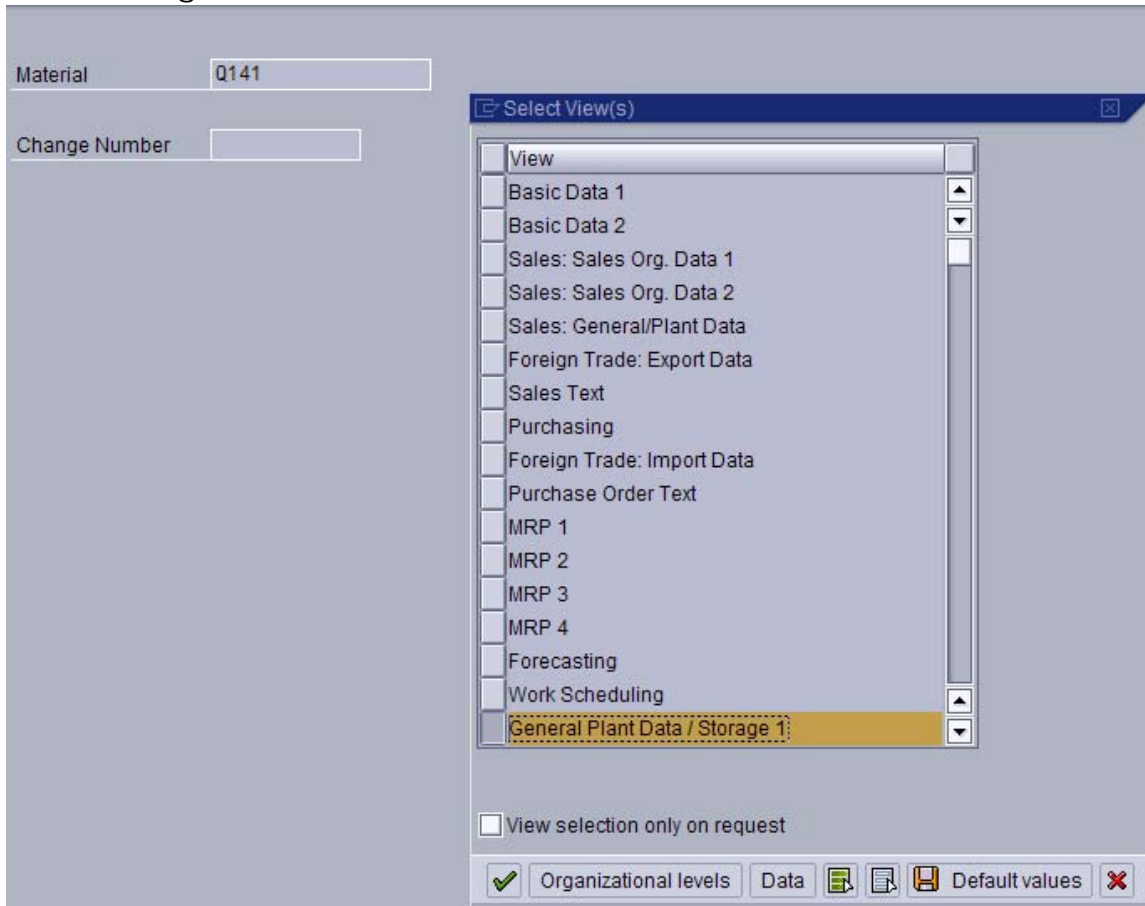 Material Q141
Change Number
Select View(s)
View
Basic Data 1
Basic Data 2
Sales: Sales Org. Data 1
Sales: Sales Org. Data 2
Sales: General/Plant Data
Foreign Trade: Export Data
Sales Text
Purchasing
Foreign Trade: Import Data
Purchase Order Text
MRP 1
MRP 2
MRP 3
MRP 4
Forecasting
Work Scheduling
General Plant Data / Storage 1
View selection only on request
Organizational levels Data Default values